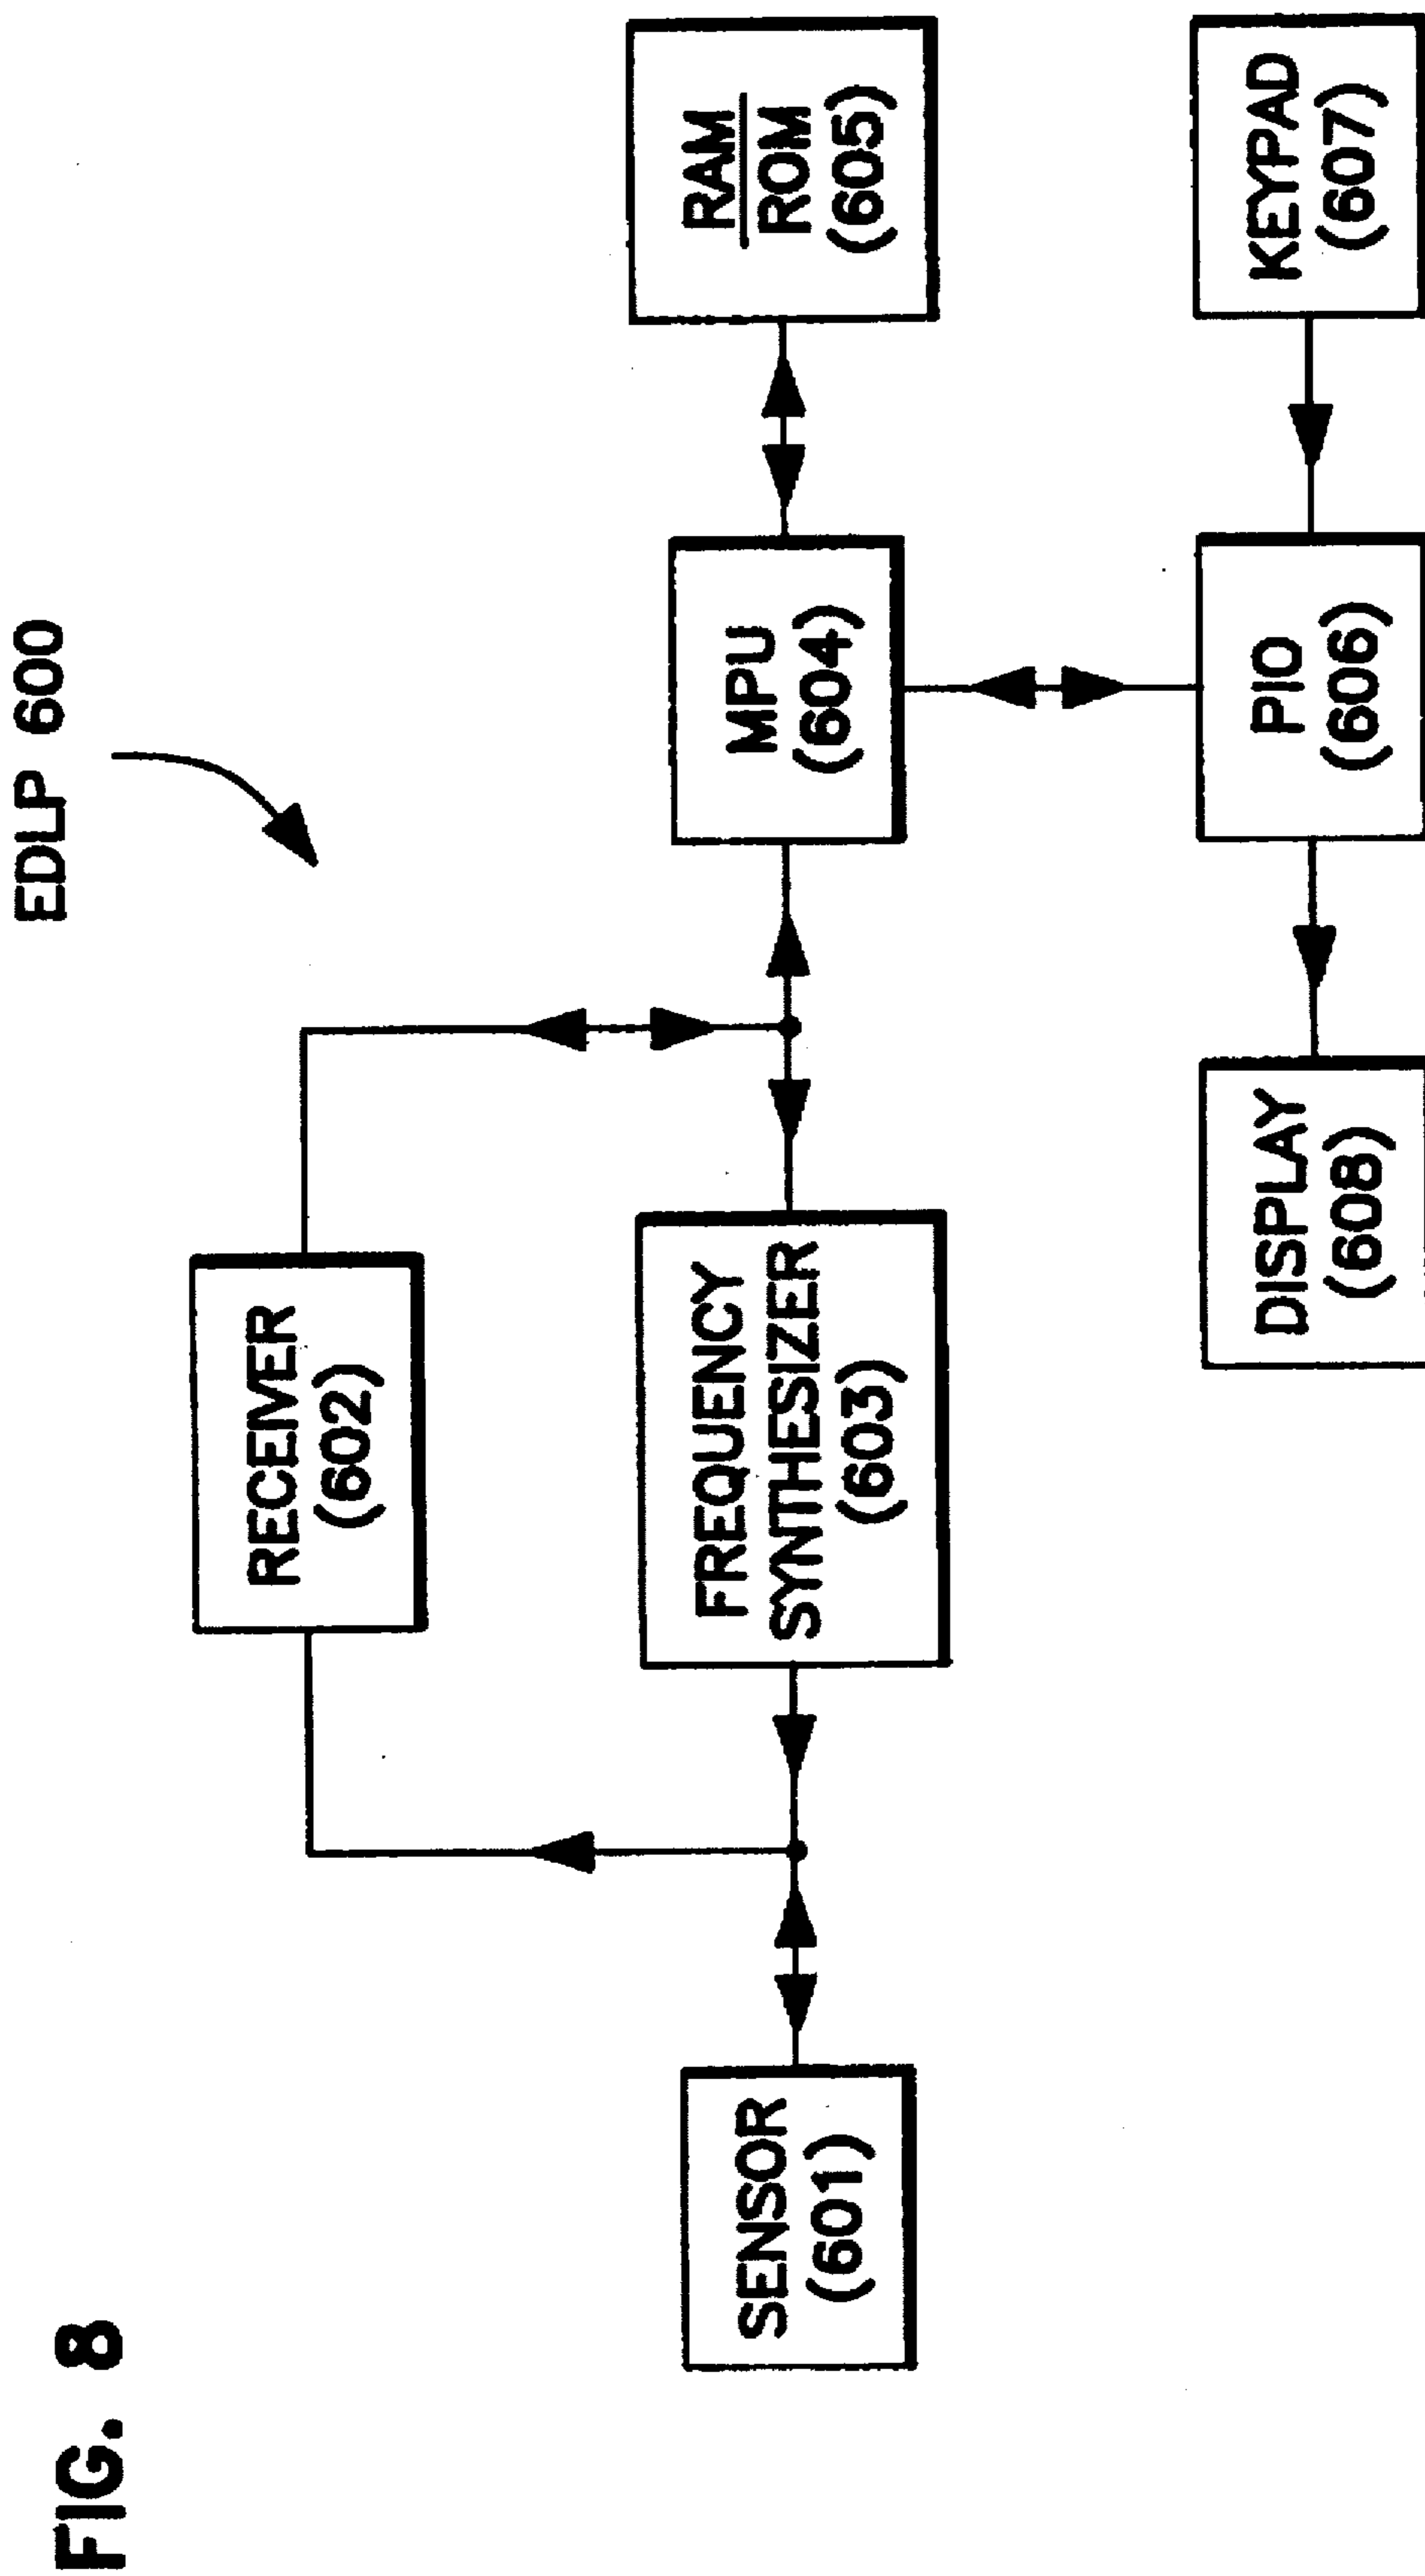 FIG. 8
EDLP 600
RECEIVER
(602)
SENSOR
(601)
FREQUENCY
SYNTHESIZER
(603)
MPU
(604)
RAM
ROM
(605)
DISPLAY
(608)
PIO
(606)
KEYPAD
(607)